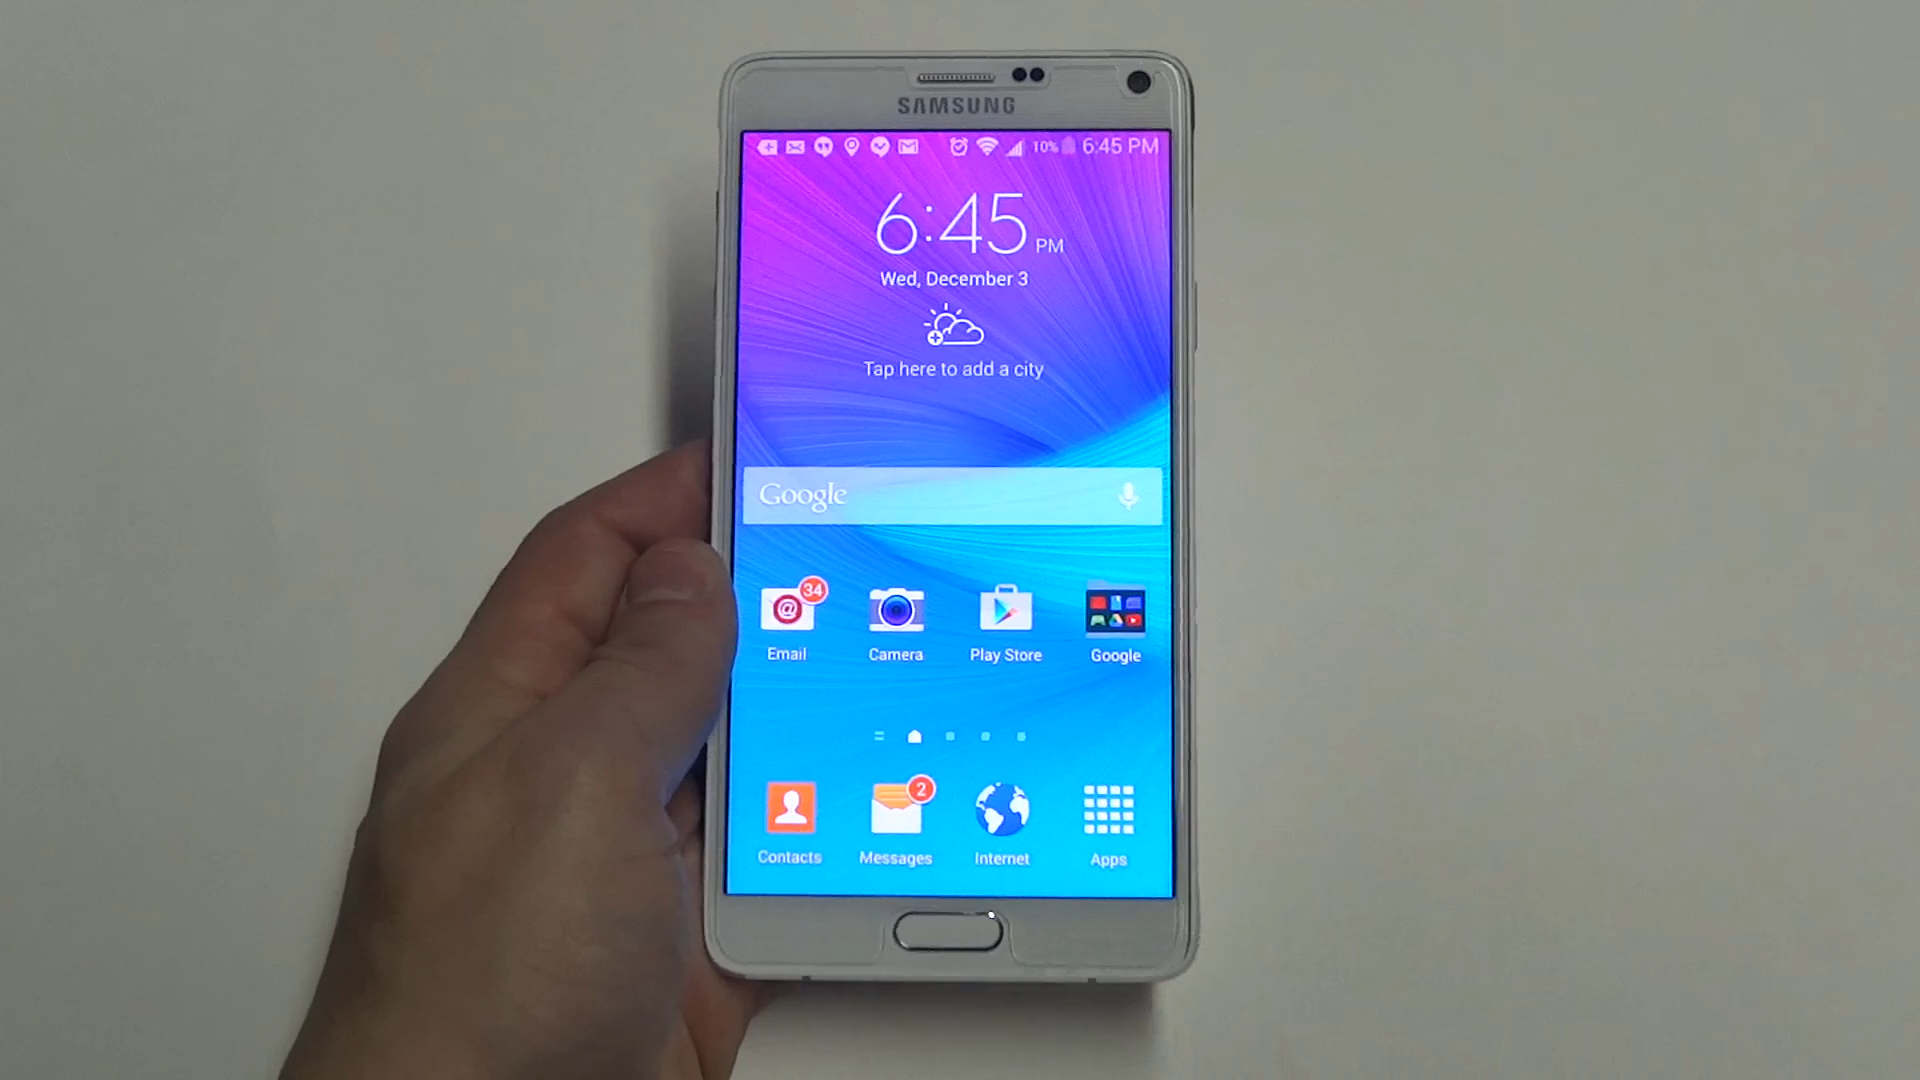 SAMSUNG
10% 6:45 PM
6:45 PM
Wed, December 3
Tap here to add a city
Google
34
Email Camera Play Store Google
2
Contacts Messages Internet Apps